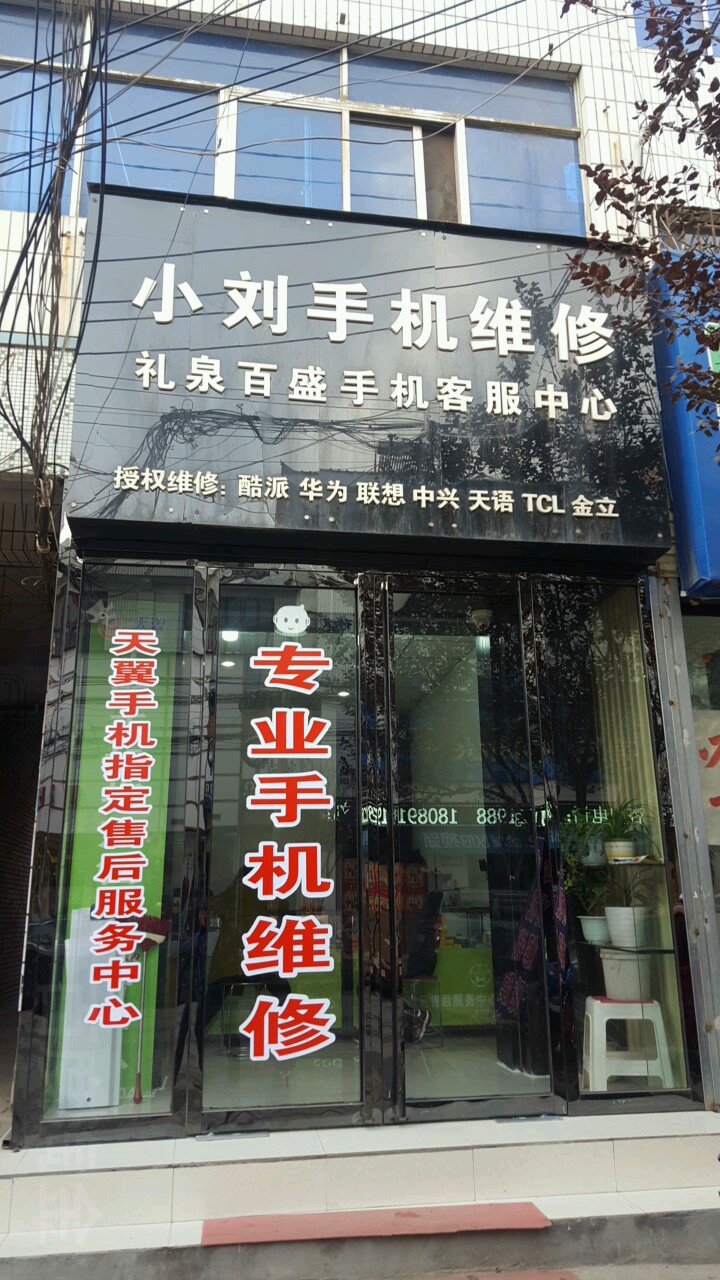 小刘手机维修
礼泉百盛手机客服中心
授权维修：酷派 华为 联想 中兴 天语 TCL 金立
天翼手机指定售后服务中心
专业手机维修